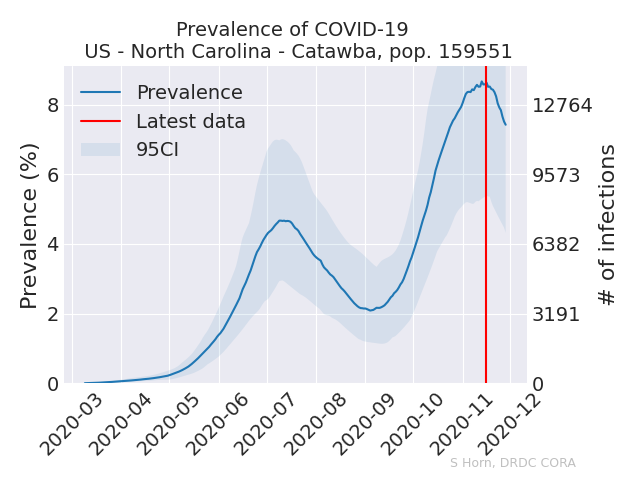 Prevalence of COVID-19
US - North Carolina - Catawba, pop. 159551
Prevalence
Latest data
95CI
Prevalence (%)
8
6
4
2
0
12764
9573
6382
3191
0
# of infections
2020-03
2020-04
2020-05
2020-06
2020-07
2020-08
2020-09
2020-10
2020-11
2020-12
S Horn, DRDC CORA